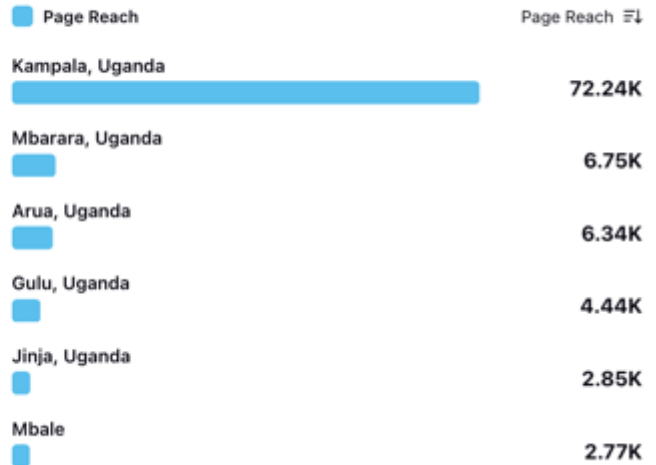 Page Reach Page Reach
Kampala, Uganda
72.24K
Mbarara, Uganda
6.75K
Arua, Uganda
6.34K
Gulu, Uganda
4.44K
Jinja, Uganda
2.85K
Mbale
2.77K